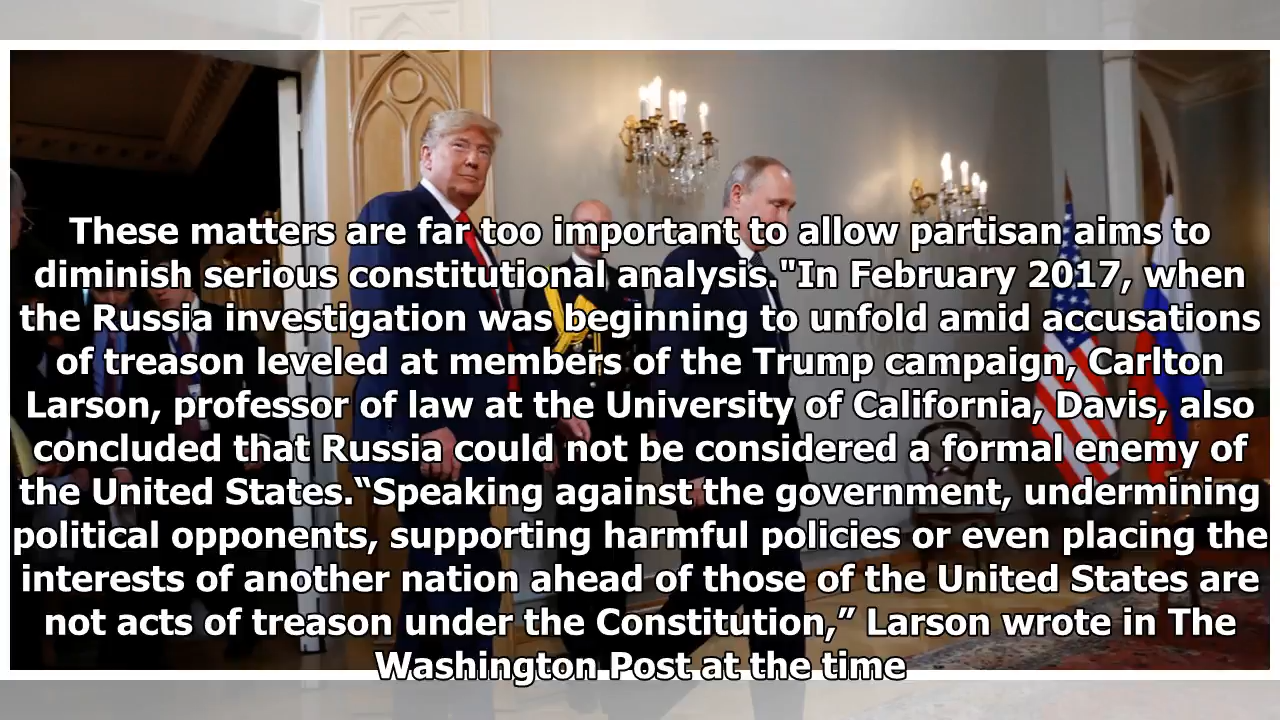 These matters are far too important to allow partisan aims to
diminish serious constitutional analysis."In February 2017, when
the Russia investigation was beginning to unfold amid accusations
of treason leveled at members of the Trump campaign, Carlton
Larson, professor of law at the University of California, Davis, also
concluded that Russia could not be considered a formal enemy of
the United States.“Speaking against the government, undermining
political opponents, supporting harmful policies or even placing the
interests of another nation ahead of those of the United States are
not acts of treason under the Constitution,” Larson wrote in The
Washington Post at the time